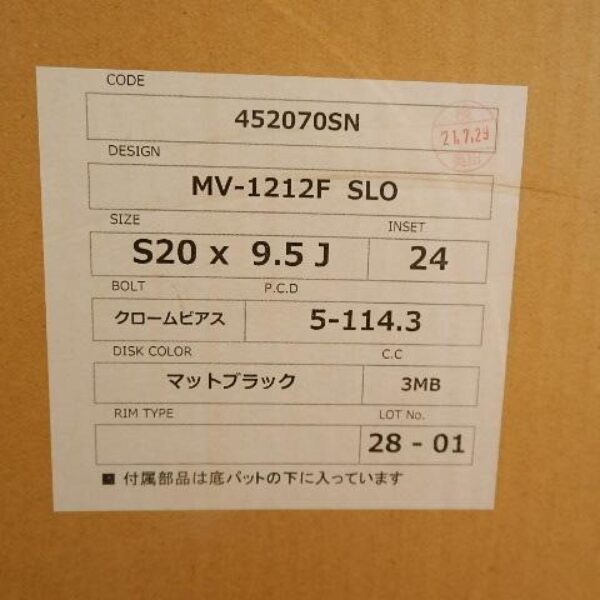 CODE
452070SN
21.7.29
DESIGN
MV-1212F SLO
SIZE
INSET
S20 x 9.5 J
24
BOLT
P.C.D
クロームピアス
5-114.3
DISK COLOR
C.C
マットブラック
3MB
RIM TYPE
LOT No.
28 - 01
■ 付属部品は底パットの下に入っています